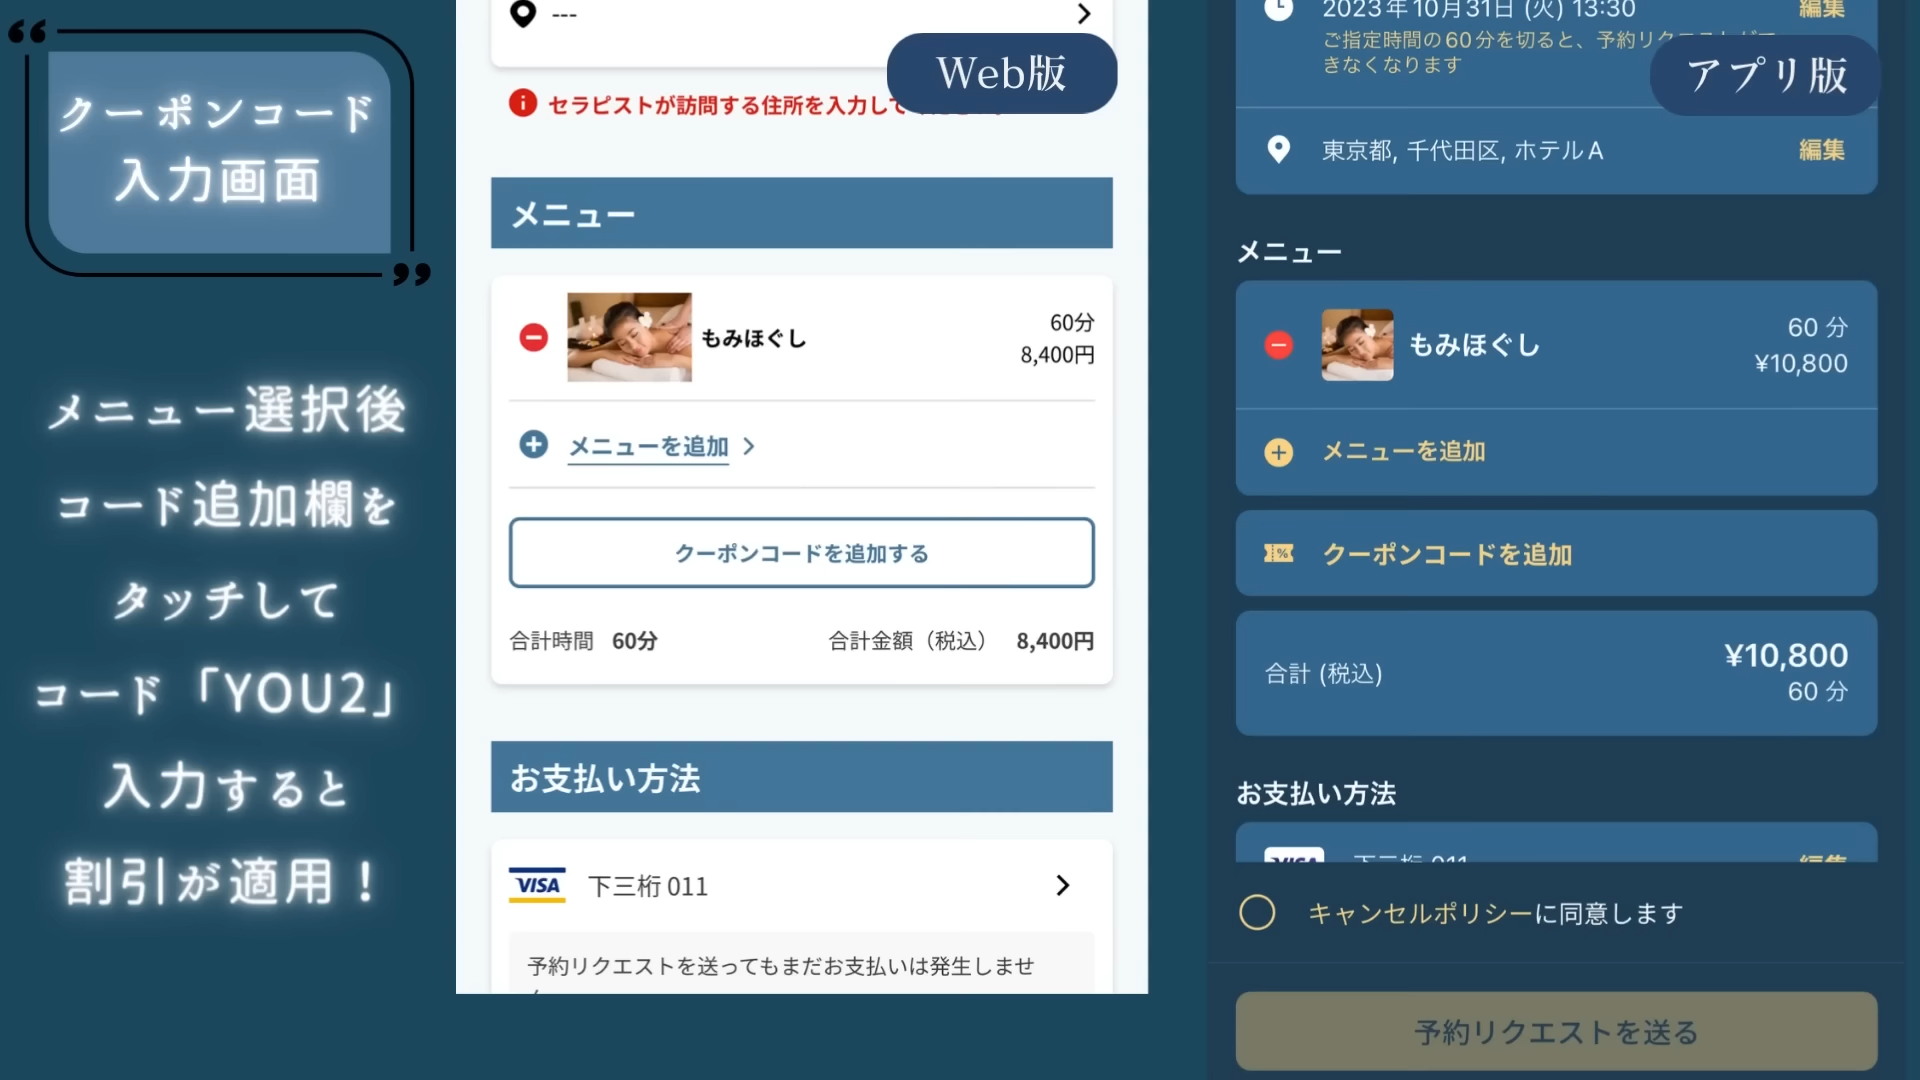 クーポンコード
入力画面
メニュー選択後
コード追加欄を
タッチして
コード「YOU2」
入力すると
割引が適用！
---
Web版
セラピストが訪問する住所を入力して
メニュー
もみほぐし
60分
8,400円
メニューを追加
クーポンコードを追加する
合計時間 60分 合計金額（税込） 8,400円
お支払い方法
VISA 下三桁 011
予約リクエストを送ってもまだお支払いは発生しませ
2023年10月31日 (火) 13:30 編集
ご指定時間の60分を切ると、予約リクエストがで
きなくなります
アプリ版
東京都, 千代田区, ホテルA 編集
メニュー
もみほぐし
60 分
¥10,800
メニューを追加
%
クーポンコードを追加
合計 (税込)
¥10,800
60 分
お支払い方法
VISA 下三桁 011 編集
キャンセルポリシーに同意します
予約リクエストを送る